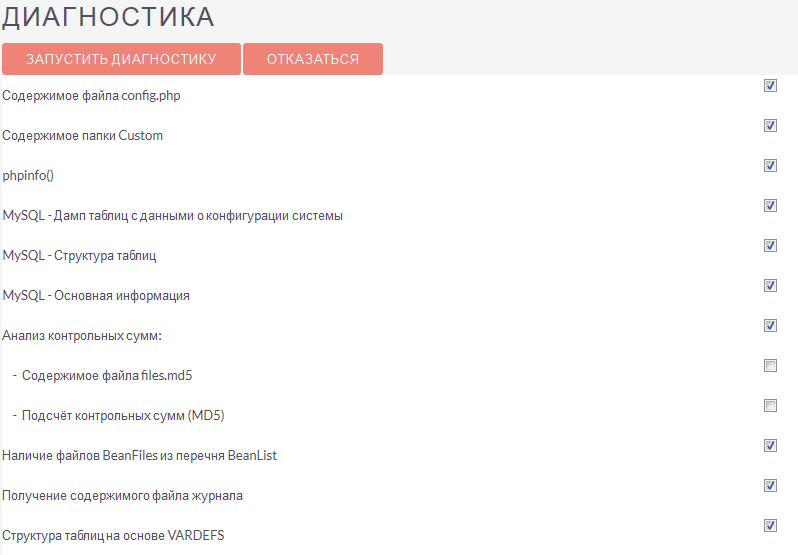 ДИАГНОСТИКА
ЗАПУСТИТЬ ДИАГНОСТИКУ ОТКАЗАТЬСЯ
Содержимое файла config.php
Содержимое папки Custom
phpinfo()
MySQL - Дамп таблиц с данными о конфигурации системы
MySQL - Структура таблиц
MySQL - Основная информация
Анализ контрольных сумм:
- Содержимое файла files.md5
- Подсчёт контрольных сумм (MD5)
Наличие файлов BeanFiles из перечня BeanList
Получение содержимого файла журнала
Структура таблиц на основе VARDEFS